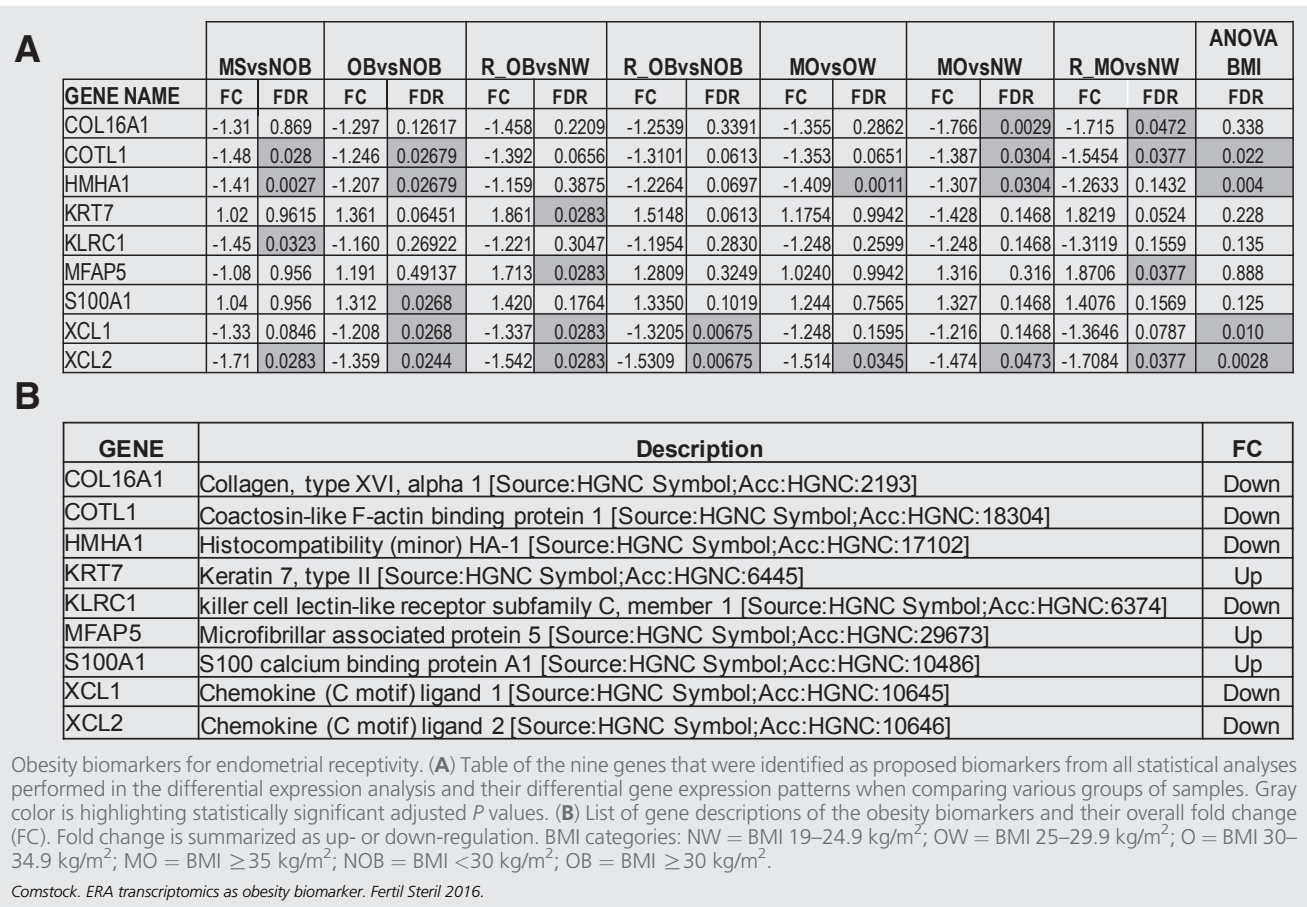 A
MSvsNOB OBvsNOB R_OBvsNW R_OBvsNOB MOvsOW MOvsNW R_MOvsNW ANOVA BMI
GENE NAME FC FDR FC FDR FC FDR FC FDR FC FDR FC FDR FC FDR FDR
COL16A1 -1.31 0.869 -1.297 0.12617 -1.458 0.2209 -1.2539 0.3391 -1.355 0.2862 -1.766 0.0029 -1.715 0.0472 0.338
COTL1 -1.48 0.028 -1.246 0.02679 -1.392 0.0656 -1.3101 0.0613 -1.353 0.0651 -1.387 0.0304 -1.5454 0.0377 0.022
HMHA1 -1.41 0.0027 -1.207 0.02679 -1.159 0.3875 -1.2264 0.0697 -1.409 0.0011 -1.307 0.0304 -1.2633 0.1432 0.004
KRT7 1.02 0.9615 1.361 0.06451 1.861 0.0283 1.5148 0.0613 1.1754 0.9942 -1.428 0.1468 1.8219 0.0524 0.228
KLRC1 -1.45 0.0323 -1.160 0.26922 -1.221 0.3047 -1.1954 0.2830 -1.248 0.2599 -1.248 0.1468 -1.3119 0.1559 0.135
MFAP5 -1.08 0.956 1.191 0.49137 1.713 0.0283 1.2809 0.3249 1.0240 0.9942 1.316 0.316 1.8706 0.0377 0.888
S100A1 1.04 0.956 1.312 0.0268 1.420 0.1764 1.3350 0.1019 1.244 0.7565 1.327 0.1468 1.4076 0.1569 0.125
XCL1 -1.33 0.0846 -1.208 0.0268 -1.337 0.0283 -1.3205 0.00675 -1.248 0.1595 -1.216 0.1468 -1.3646 0.0787 0.010
XCL2 -1.71 0.0283 -1.359 0.0244 -1.542 0.0283 -1.5309 0.00675 -1.514 0.0345 -1.474 0.0473 -1.7084 0.0377 0.0028
B
GENE Description FC
COL16A1 Collagen, type XVI, alpha 1 [Source:HGNC Symbol;Acc:HGNC:2193] Down
COTL1 Coactosin-like F-actin binding protein 1 [Source:HGNC Symbol;Acc:HGNC:18304] Down
HMHA1 Histocompatibility (minor) HA-1 [Source:HGNC Symbol;Acc:HGNC:17102] Down
KRT7 Keratin 7, type II [Source:HGNC Symbol;Acc:HGNC:6445] Up
KLRC1 killer cell lectin-like receptor subfamily C, member 1 [Source:HGNC Symbol;Acc:HGNC:6374] Down
MFAP5 Microfibrillar associated protein 5 [Source:HGNC Symbol;Acc:HGNC:29673] Up
S100A1 S100 calcium binding protein A1 [Source:HGNC Symbol;Acc:HGNC:10486] Up
XCL1 Chemokine (C motif) ligand 1 [Source:HGNC Symbol;Acc:HGNC:10645] Down
XCL2 Chemokine (C motif) ligand 2 [Source:HGNC Symbol;Acc:HGNC:10646] Down
Obesity biomarkers for endometrial receptivity. (A) Table of the nine genes that were identified as proposed biomarkers from all statistical analyses
performed in the differential expression analysis and their differential gene expression patterns when comparing various groups of samples. Gray
color is highlighting statistically significant adjusted P values. (B) List of gene descriptions of the obesity biomarkers and their overall fold change
(FC). Fold change is summarized as up- or down-regulation. BMI categories: NW = BMI 19–24.9 kg/m²; OW = BMI 25–29.9 kg/m²; O = BMI 30–
34.9 kg/m²; MO = BMI ≥35 kg/m²; NOB = BMI <30 kg/m²; OB = BMI ≥30 kg/m².
Comstock. ERA transcriptomics as obesity biomarker. Fertil Steril 2016.